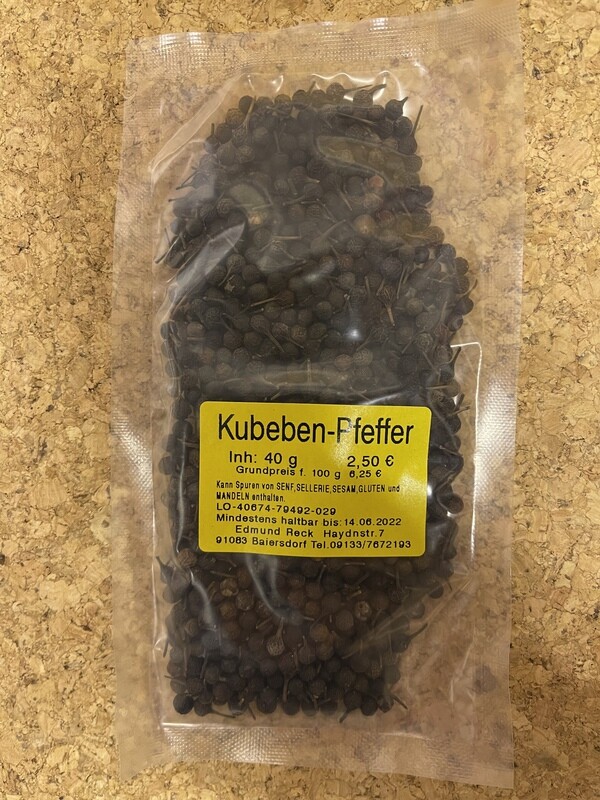 Kubeben-Pfeffer
Inh: 40 g 2,50 €
Grundpreis f. 100 g 6,25 €
Kann Spuren von SENF,SELLERIE,SESAM,GLUTEN und
MANDELN enthalten.
LO-40674-79492-029
Mindestens haltbar bis:14.06.2022
Edmund Reck Haydnstr.7
91083 Baiersdorf Tel.09133/7672193